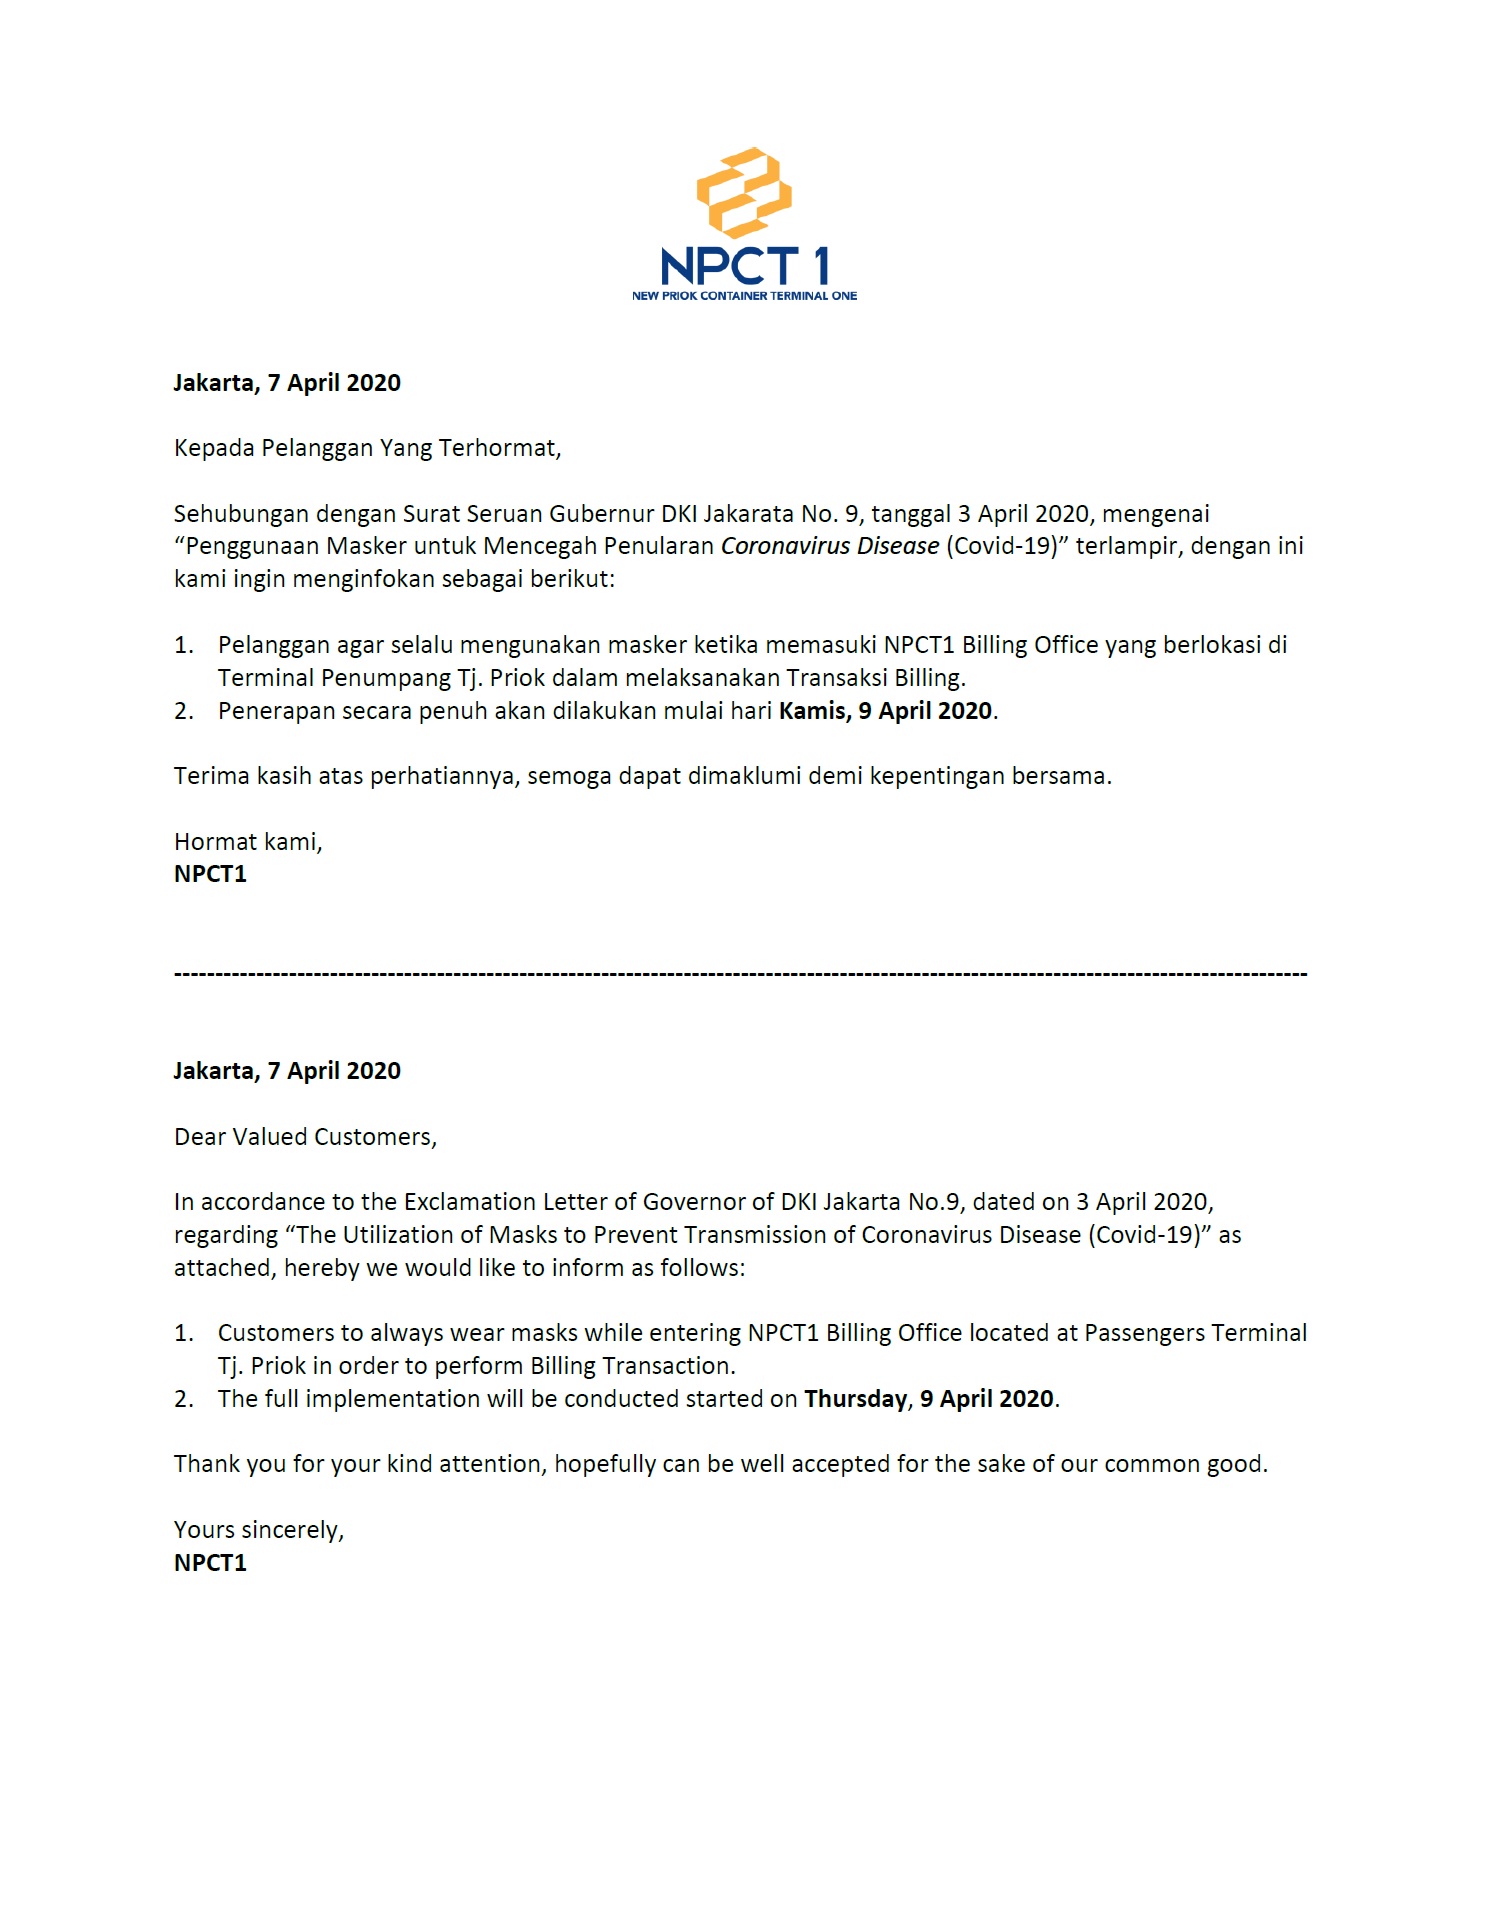 NPCT 1
NEW PRIOK CONTAINER TERMINAL ONE
Jakarta, 7 April 2020
Kepada Pelanggan Yang Terhormat,
Sehubungan dengan Surat Seruan Gubernur DKI Jakarata No. 9, tanggal 3 April 2020, mengenai
“Penggunaan Masker untuk Mencegah Penularan Coronavirus Disease (Covid-19)” terlampir, dengan ini
kami ingin menginfokan sebagai berikut:
1. Pelanggan agar selalu mengunakan masker ketika memasuki NPCT1 Billing Office yang berlokasi di
Terminal Penumpang Tj. Priok dalam melaksanakan Transaksi Billing.
2. Penerapan secara penuh akan dilakukan mulai hari Kamis, 9 April 2020.
Terima kasih atas perhatiannya, semoga dapat dimaklumi demi kepentingan bersama.
Hormat kami,
NPCT1
---------------------------------------------------------------------------------------------------------------------------------------------
Jakarta, 7 April 2020
Dear Valued Customers,
In accordance to the Exclamation Letter of Governor of DKI Jakarta No.9, dated on 3 April 2020,
regarding “The Utilization of Masks to Prevent Transmission of Coronavirus Disease (Covid-19)” as
attached, hereby we would like to inform as follows:
1. Customers to always wear masks while entering NPCT1 Billing Office located at Passengers Terminal
Tj. Priok in order to perform Billing Transaction.
2. The full implementation will be conducted started on Thursday, 9 April 2020.
Thank you for your kind attention, hopefully can be well accepted for the sake of our common good.
Yours sincerely,
NPCT1